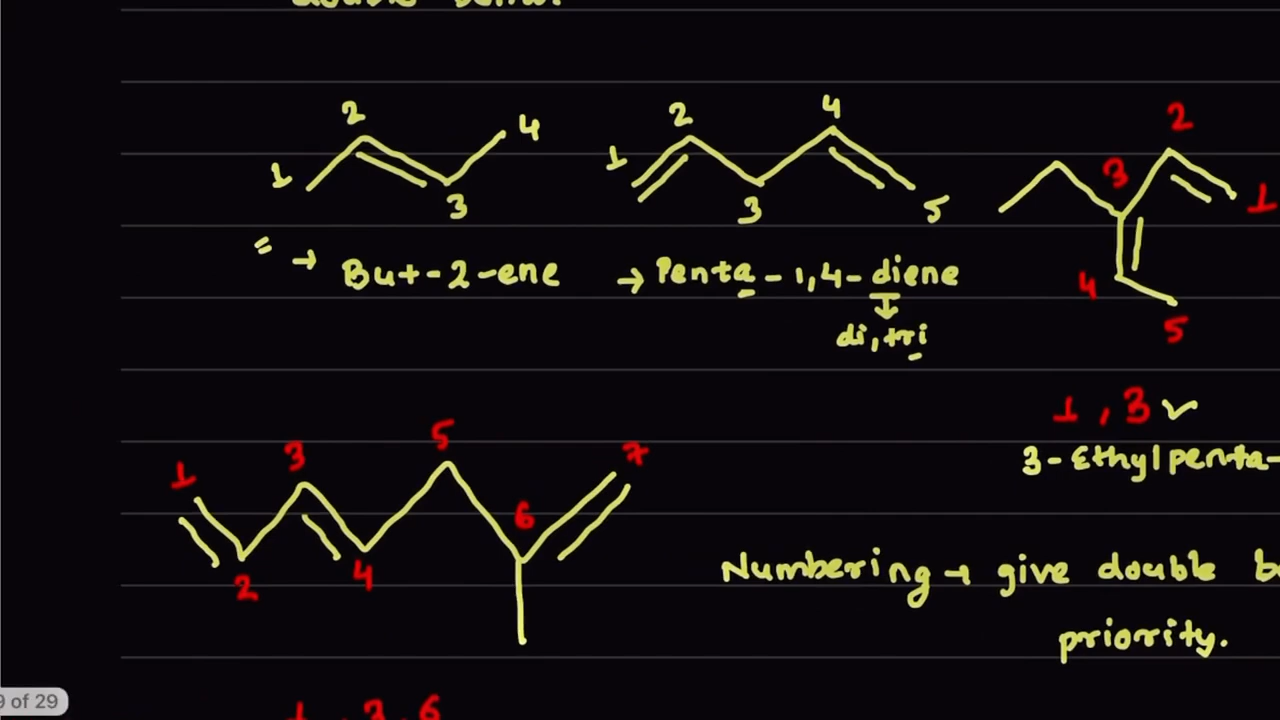 2 4
1 3
2 4
1 3 5
2
3 1
4 5
→ But-2-ene
→ Penta-1,4-diene
di, tri
1, 3 ✓
3-Ethylpenta-
1 3 5 7
2 4 6
Numbering → give double
priority.
9 of 29
1, 3, 6